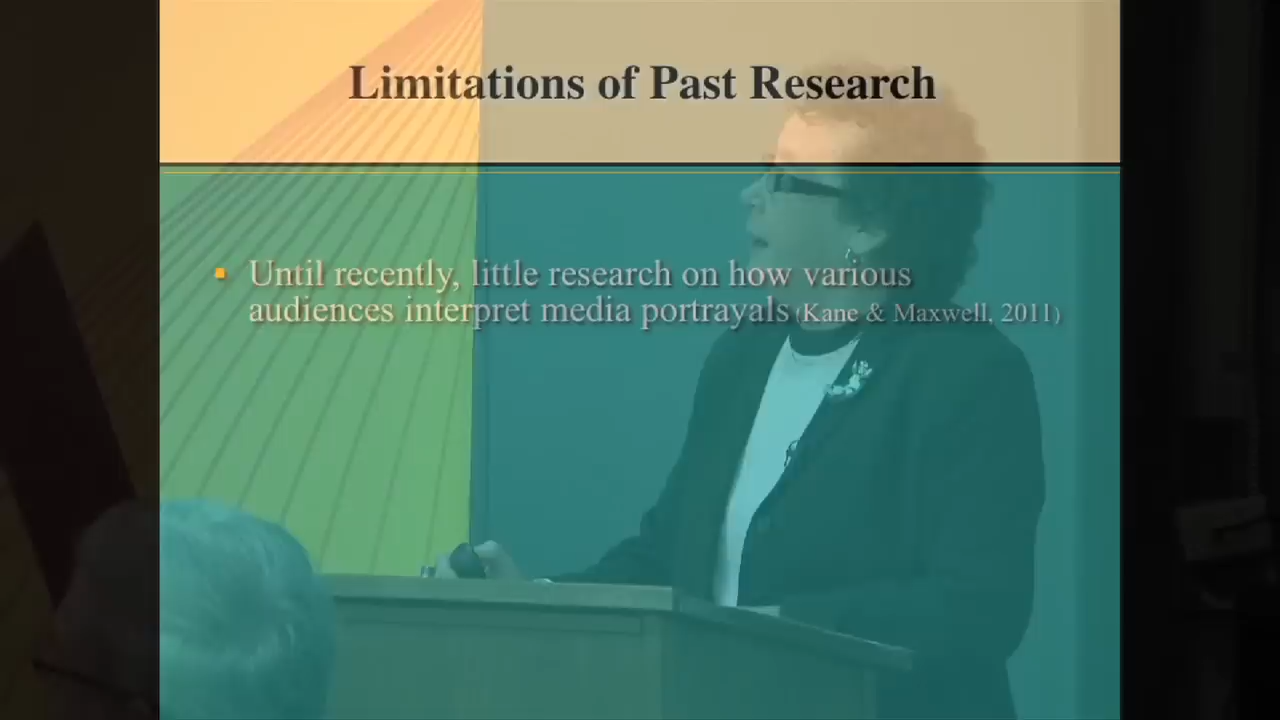 Limitations of Past Research
Until recently, little research on how various
audiences interpret media portrayals (Kane & Maxwell, 2011)